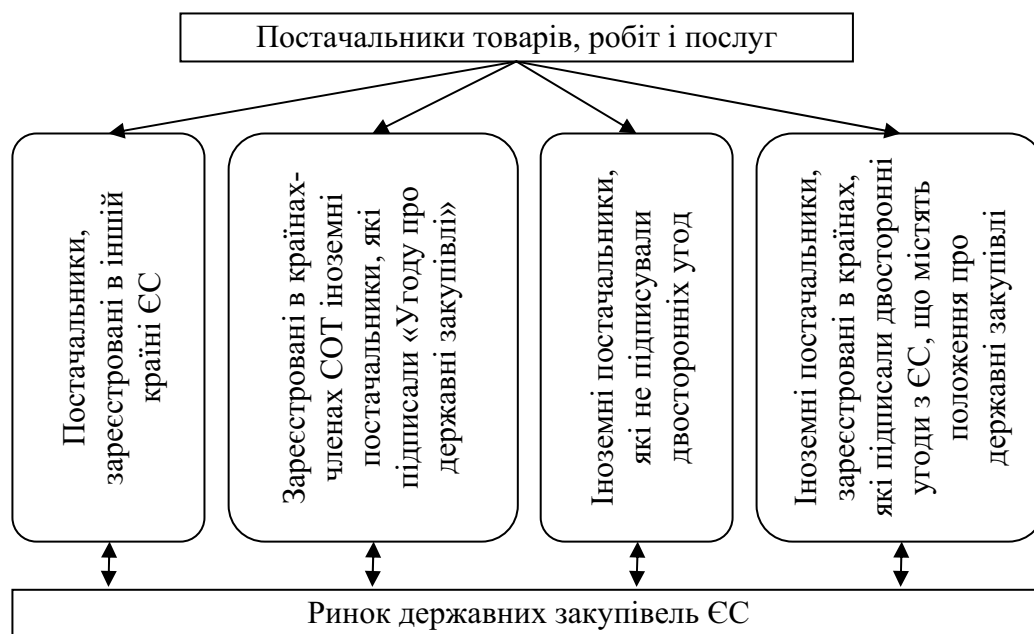 Постачальники товарів, робіт і послуг
Постачальники,
зареєстровані в іншій
країні ЄС
Зареєстровані в країнах-
членах СОТ іноземні
постачальники, які
підписали «Угоду про
державні закупівлі»
Іноземні постачальники,
які не підписували
двосторонніх угод
Іноземні постачальники,
зареєстровані в країнах,
які підписали двосторонні
угоди з ЄС, що містять
положення про
державні закупівлі
Ринок державних закупівель ЄС